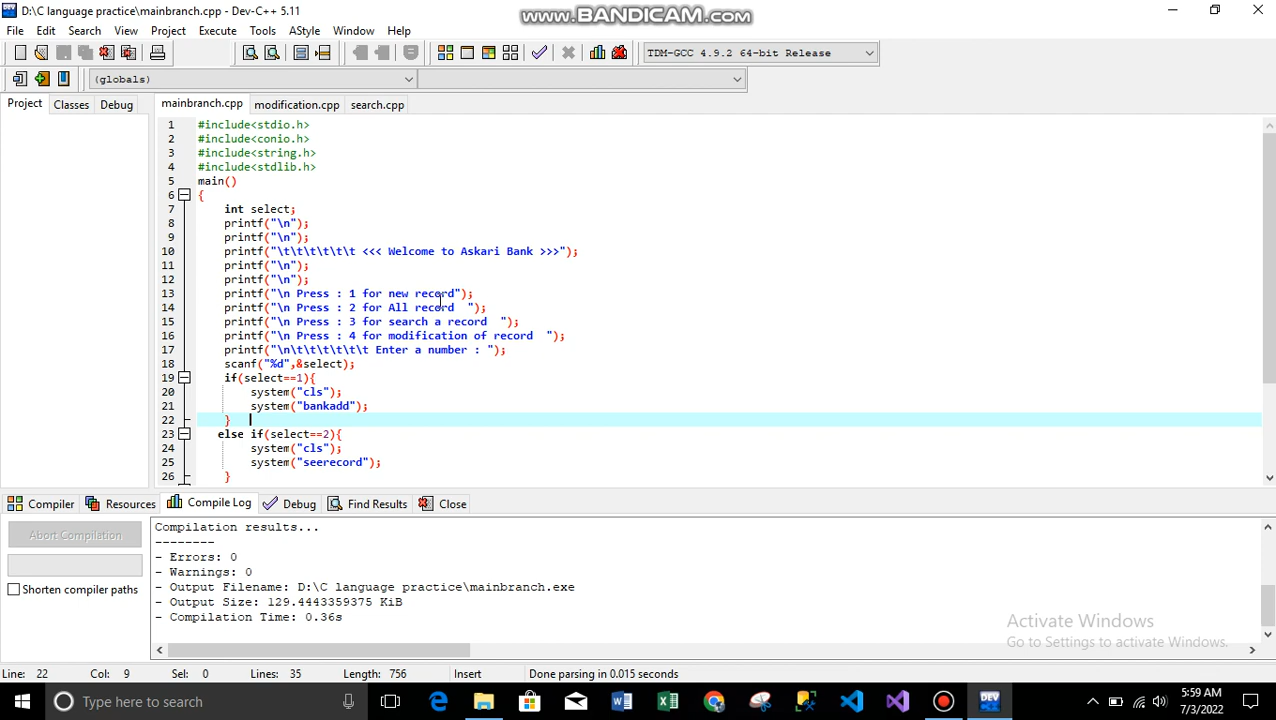 D:\C language practice\mainbranch.cpp - Dev-C++ 5.11
www.BANDICAM.com
File Edit Search View Project Execute Tools AStyle Window Help
TDM-GCC 4.9.2 64-bit Release
(globals)
Project Classes Debug
mainbranch.cpp modification.cpp search.cpp
1 #include<stdio.h>
2 #include<conio.h>
3 #include<string.h>
4 #include<stdlib.h>
5 main()
6 {
7 int select;
8 printf("\n");
9 printf("\n");
10 printf("\t\t\t\t\t\t <<< Welcome to Askari Bank >>>");
11 printf("\n");
12 printf("\n");
13 printf("\n Press : 1 for new record");
14 printf("\n Press : 2 for All record  ");
15 printf("\n Press : 3 for search a record  ");
16 printf("\n Press : 4 for modification of record  ");
17 printf("\n\t\t\t\t\t\t Enter a number : ");
18 scanf("%d",&select);
19 if(select==1){
20 system("cls");
21 system("bankadd");
22 }
23 else if(select==2){
24 system("cls");
25 system("seerecord");
26 }
Compiler Resources Compile Log Debug Find Results Close
Abort Compilation
Shorten compiler paths
Compilation results...
--------
- Errors: 0
- Warnings: 0
- Output Filename: D:\C language practice\mainbranch.exe
- Output Size: 129.4443359375 KiB
- Compilation Time: 0.36s
Activate Windows
Go to Settings to activate Windows.
Line: 22 Col: 9 Sel: 0 Lines: 35 Length: 756 Insert Done parsing in 0.015 seconds
Type here to search
DEV
5:59 AM
7/3/2022